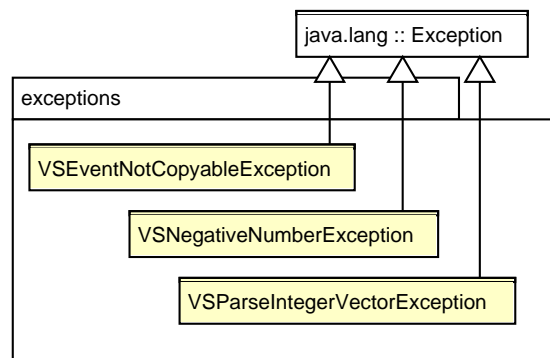 java.lang :: Exception
exceptions
VSEventNotCopyableException
VSNegativeNumberException
VSParseIntegerVectorException